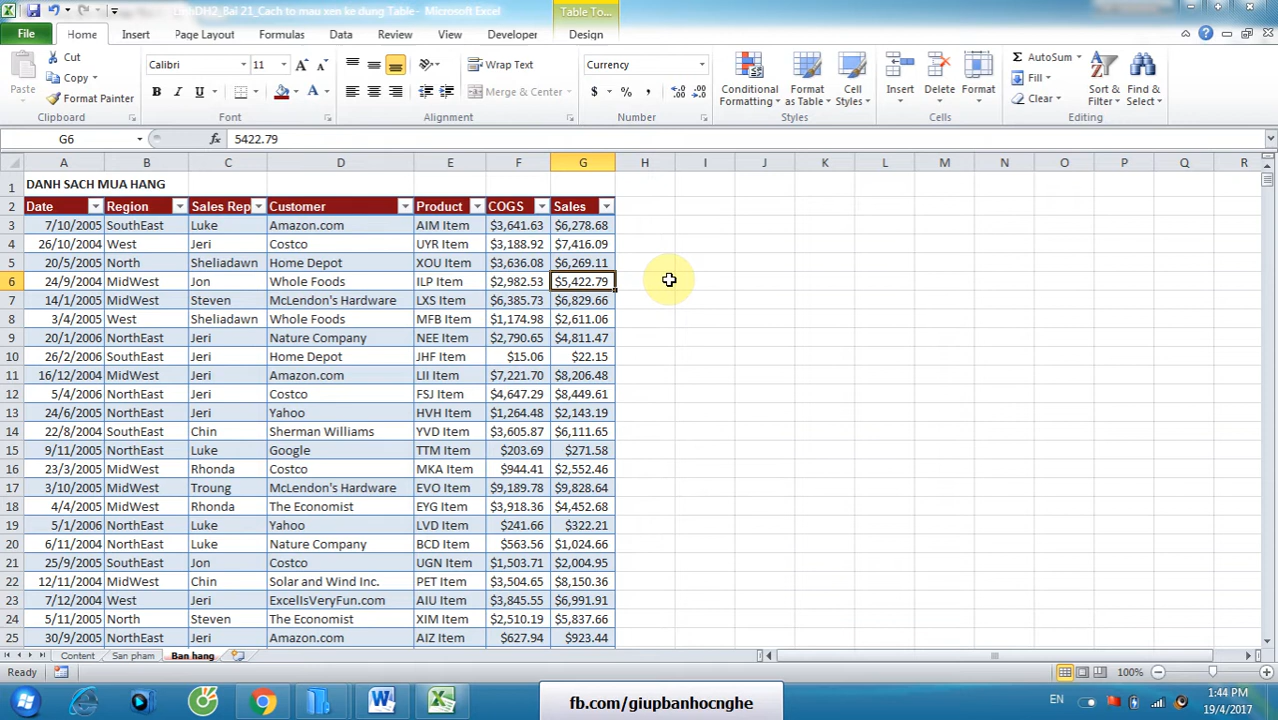 DH2_Bai 21_Cach to mau xen ke dung Table - Microsoft Excel
Table To...
File Home Insert Page Layout Formulas Data Review View Developer Design
Paste Cut Copy Format Painter Clipboard
Calibri 11 B I U A A A Font
Wrap Text Merge & Center Alignment
Currency $ % , Number
Conditional Formatting Format as Table Cell Styles Styles
Insert Delete Format Cells
AutoSum Fill Clear Sort & Filter Find & Select Editing
G6 fx 5422.79
A B C D E F G H I J K L M N O P Q R
1 DANH SACH MUA HANG
2 Date Region Sales Rep Customer Product COGS Sales
3 7/10/2005 SouthEast Luke Amazon.com AIM Item $3,641.63 $6,278.68
4 26/10/2004 West Jeri Costco UYR Item $3,188.92 $7,416.09
5 20/5/2005 North Sheliadawn Home Depot XOU Item $3,636.08 $6,269.11
6 24/9/2004 MidWest Jon Whole Foods ILP Item $2,982.53 $5,422.79
7 14/1/2005 MidWest Steven McLendon's Hardware LXS Item $6,385.73 $6,829.66
8 3/4/2005 West Sheliadawn Whole Foods MFB Item $1,174.98 $2,611.06
9 20/1/2006 NorthEast Jeri Nature Company NEE Item $2,790.65 $4,811.47
10 26/2/2006 SouthEast Jeri Home Depot JHF Item $15.06 $22.15
11 16/12/2004 MidWest Jeri Amazon.com LII Item $7,221.70 $8,206.48
12 5/4/2006 NorthEast Jeri Costco FSJ Item $4,647.29 $8,449.61
13 24/6/2005 NorthEast Jeri Yahoo HVH Item $1,264.48 $2,143.19
14 22/8/2004 SouthEast Chin Sherman Williams YVD Item $3,605.87 $6,111.65
15 9/11/2005 NorthEast Luke Google TTM Item $203.69 $271.58
16 23/3/2005 MidWest Rhonda Costco MKA Item $944.41 $2,552.46
17 3/10/2005 MidWest Troung McLendon's Hardware EVO Item $9,189.78 $9,828.64
18 4/4/2005 MidWest Rhonda The Economist EYG Item $3,918.36 $4,452.68
19 5/1/2006 NorthEast Luke Yahoo LVD Item $241.66 $322.21
20 6/11/2004 NorthEast Luke Nature Company BCD Item $563.56 $1,024.66
21 25/9/2005 SouthEast Jon Costco UGN Item $1,503.71 $2,004.95
22 12/11/2004 MidWest Chin Solar and Wind Inc. PET Item $3,504.65 $8,150.36
23 7/12/2004 West Jeri ExcelIsVeryFun.com AIU Item $3,845.55 $6,991.91
24 5/11/2005 North Steven The Economist XIM Item $2,510.19 $5,837.66
25 30/9/2005 NorthEast Jeri Amazon.com AIZ Item $627.94 $923.44
Content San pham Ban hang
Ready 100%
fb.com/giupbanhocnghe
EN 1:44 PM
19/4/2017